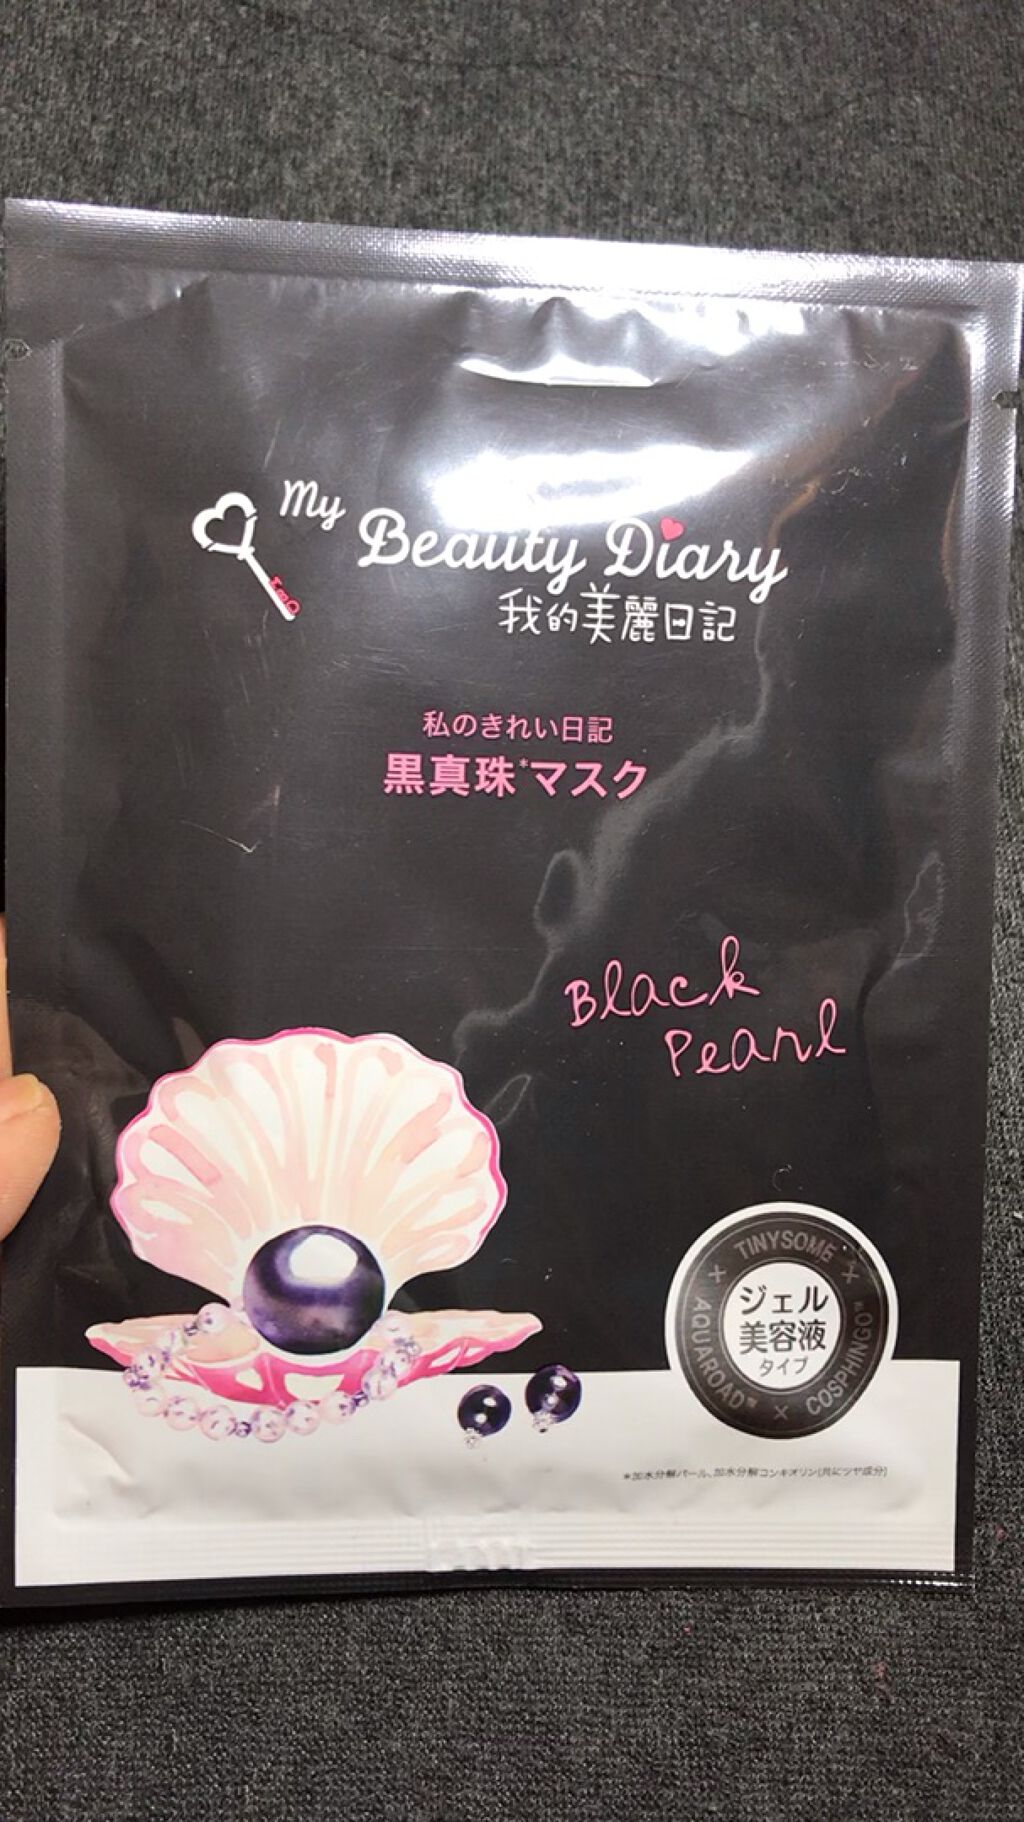 My
Beauty Diary
我的美麗日記
私のきれい日記
黒真珠*マスク
Black
Pearl
TINYSOME
ジェル
美容液
タイプ
AQUAROAD™ × COSPHINGO™
*加水分解パール、加水分解コンキオリン(共にツヤ成分)